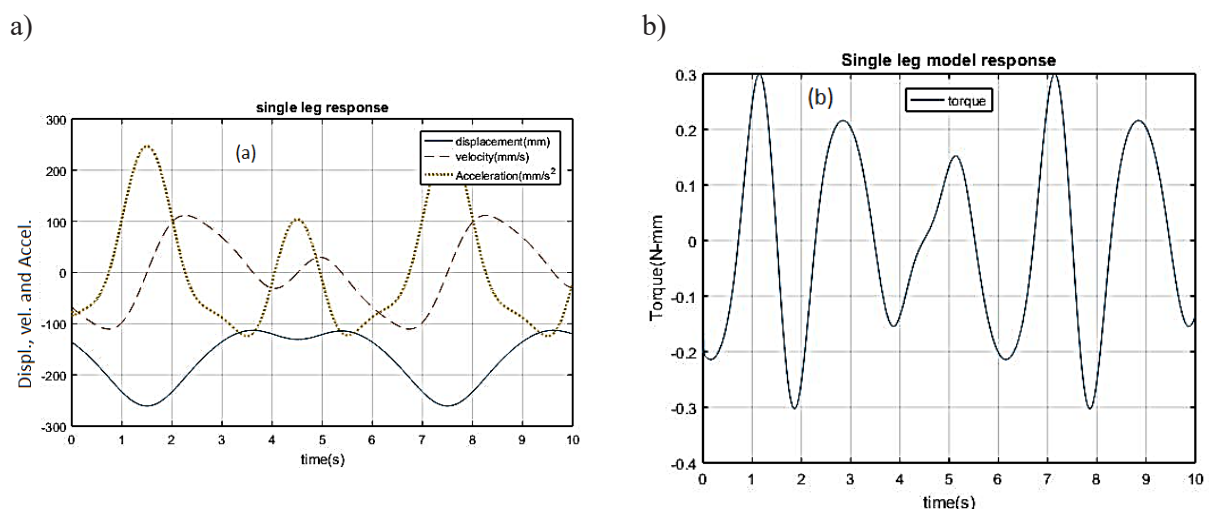 a)
single leg response
(a)
displacement(mm)
velocity(mm/s)
Acceleration(mm/s²
Displ., vel. and Accel.
300
200
100
0
-100
-200
-300
0 1 2 3 4 5 6 7 8 9 10
time(s)
b)
Single leg model response
(b)
torque
Torque(N-mm
0.3
0.2
0.1
0
-0.1
-0.2
-0.3
-0.4
0 1 2 3 4 5 6 7 8 9 10
time(s)